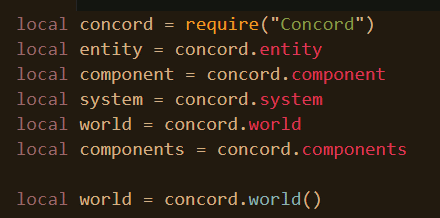 local concord = require("Concord")
local entity = concord.entity
local component = concord.component
local system = concord.system
local world = concord.world
local components = concord.components
local world = concord.world()